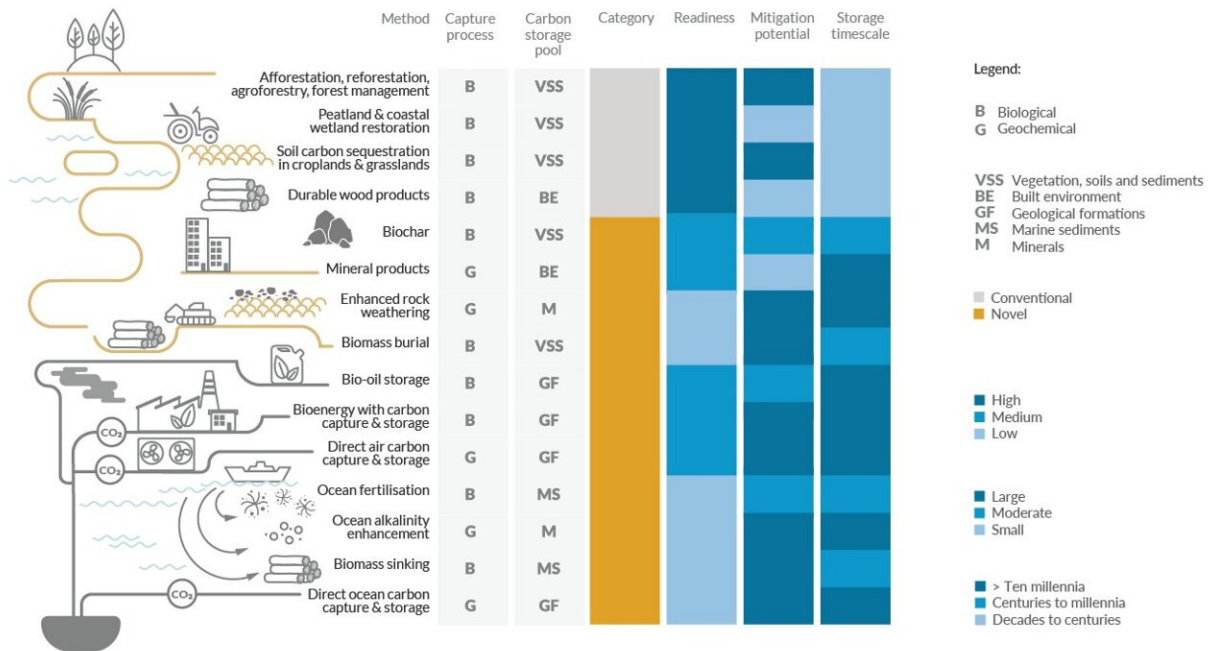 Method Capture process Carbon storage pool Category Readiness Mitigation potential Storage timescale
Afforestation, reforestation,
agroforestry, forest management B VSS
Peatland & coastal
wetland restoration B VSS
Soil carbon sequestration
in croplands & grasslands B VSS
Durable wood products B BE
Biochar B VSS
Mineral products G BE
Enhanced rock
weathering G M
Biomass burial B VSS
Bio-oil storage B GF
CO₂
Bioenergy with carbon
capture & storage B GF
CO₂
Direct air carbon
capture & storage G GF
Ocean fertilisation B MS
Ocean alkalinity
enhancement G M
Biomass sinking B MS
CO₂
Direct ocean carbon
capture & storage G GF
Legend:
B Biological
G Geochemical
VSS Vegetation, soils and sediments
BE Built environment
GF Geological formations
MS Marine sediments
M Minerals
Conventional
Novel
High
Medium
Low
Large
Moderate
Small
> Ten millennia
Centuries to millennia
Decades to centuries